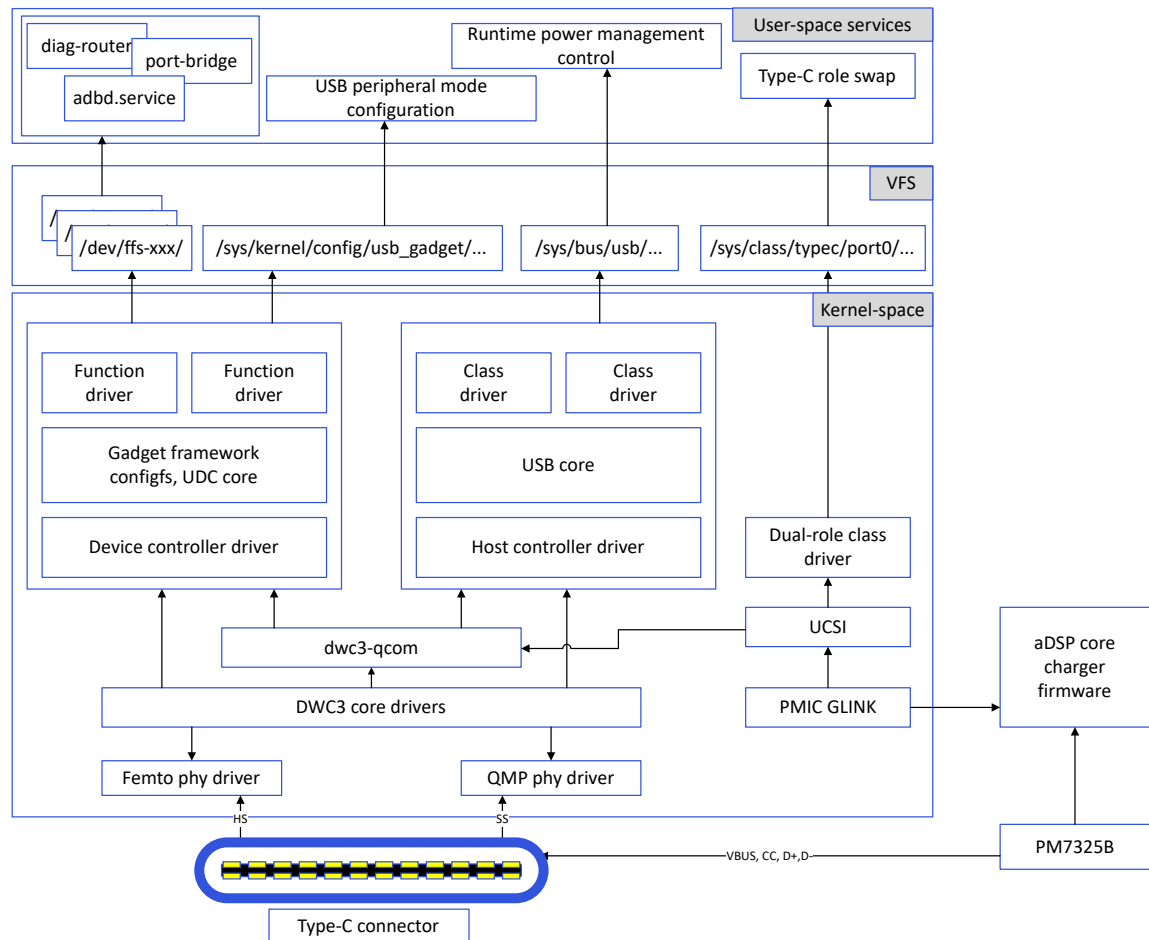 User-space services
diag-router
port-bridge
adbd.service
USB peripheral mode
configuration
Runtime power management
control
Type-C role swap
VFS
/
/
/dev/ffs-xxx/
/sys/kernel/config/usb_gadget/...
/sys/bus/usb/...
/sys/class/typec/port0/...
Kernel-space
Function
driver
Function
driver
Class
driver
Class
driver
Gadget framework
configfs, UDC core
USB core
Device controller driver
Host controller driver
Dual-role class
driver
dwc3-qcom
UCSI
aDSP core
charger
firmware
DWC3 core drivers
PMIC GLINK
Femto phy driver
QMP phy driver
HS
SS
VBUS, CC, D+,D-
PM7325B
Type-C connector